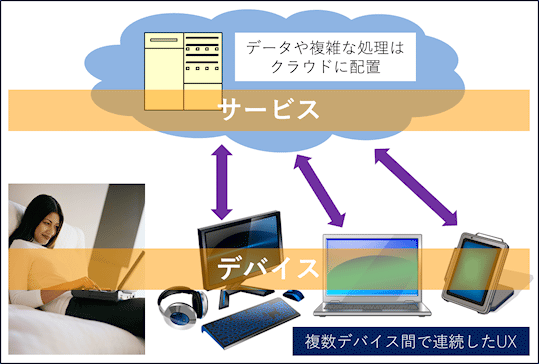 データや複雑な処理は
クラウドに配置
サービス
デバイス
複数デバイス間で連続したUX